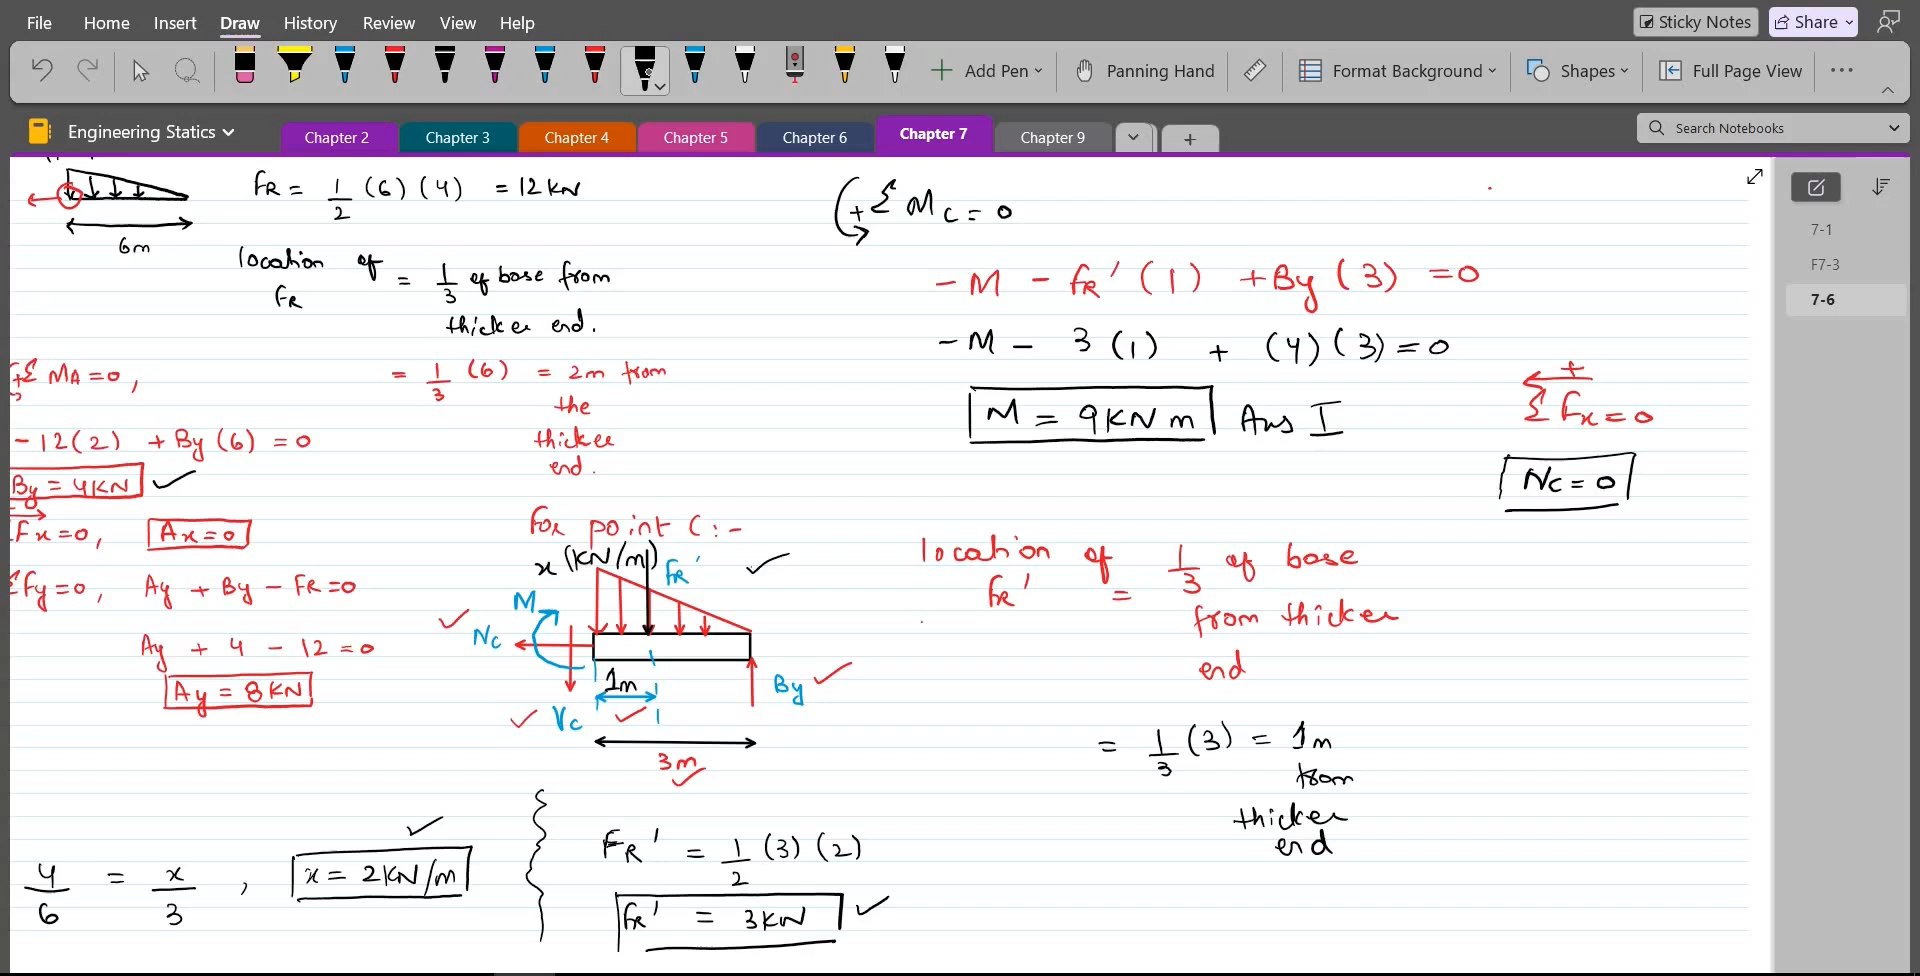 File Home Insert Draw History Review View Help
Sticky Notes Share
Add Pen Panning Hand Format Background Shapes Full Page View
Engineering Statics Chapter 2 Chapter 3 Chapter 4 Chapter 5 Chapter 6 Chapter 7 Chapter 9 + Search Notebooks
7-1
F7-3
7-6
6m
FR = 1/2 (6) (4) = 12 KN
location of FR = 1/3 of base from
thicker end.
= 1/3 (6) = 2m from
the
thicker
end.
+Σ MA = 0,
- 12(2) + By (6) = 0
By = 4KN
Fx = 0, Ax = 0
ΣFy = 0, Ay + By - FR = 0
Ay + 4 - 12 = 0
Ay = 8 KN
4/6 = x/3 , x = 2KN/m
For point C :-
x (KN/m) FR'
M
Nc
1m
By
Vc
3m
FR' = 1/2 (3) (2)
FR' = 3KN
+ Σ Mc = 0
- M - FR' (1) + By (3) = 0
- M - 3 (1) + (4) (3) = 0
M = 9KN m Ans I
+
Σ Fx = 0
Nc = 0
location of FR' = 1/3 of base
from thicker
end
= 1/3 (3) = 1m
from
thicker
end